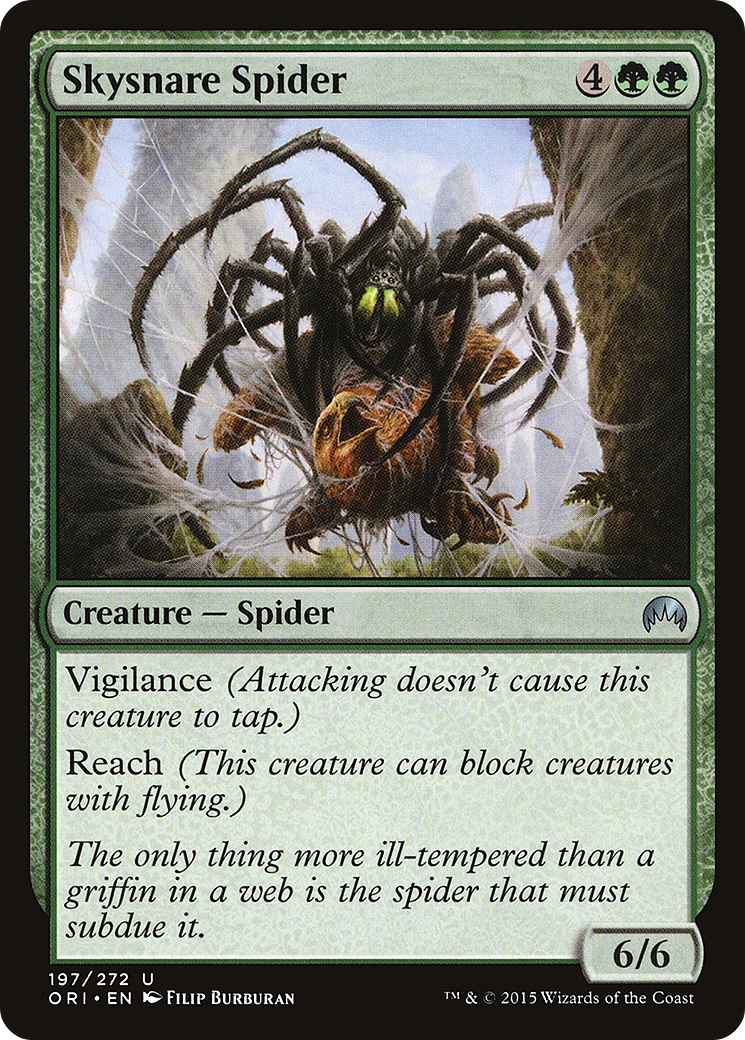 Skysnare Spider 4
Creature — Spider
Vigilance (Attacking doesn't cause this
creature to tap.)
Reach (This creature can block creatures
with flying.)
The only thing more ill-tempered than a
griffin in a web is the spider that must
subdue it.
6/6
197/272 U
ORI • EN Filip Burburan
™ & © 2015 Wizards of the Coast